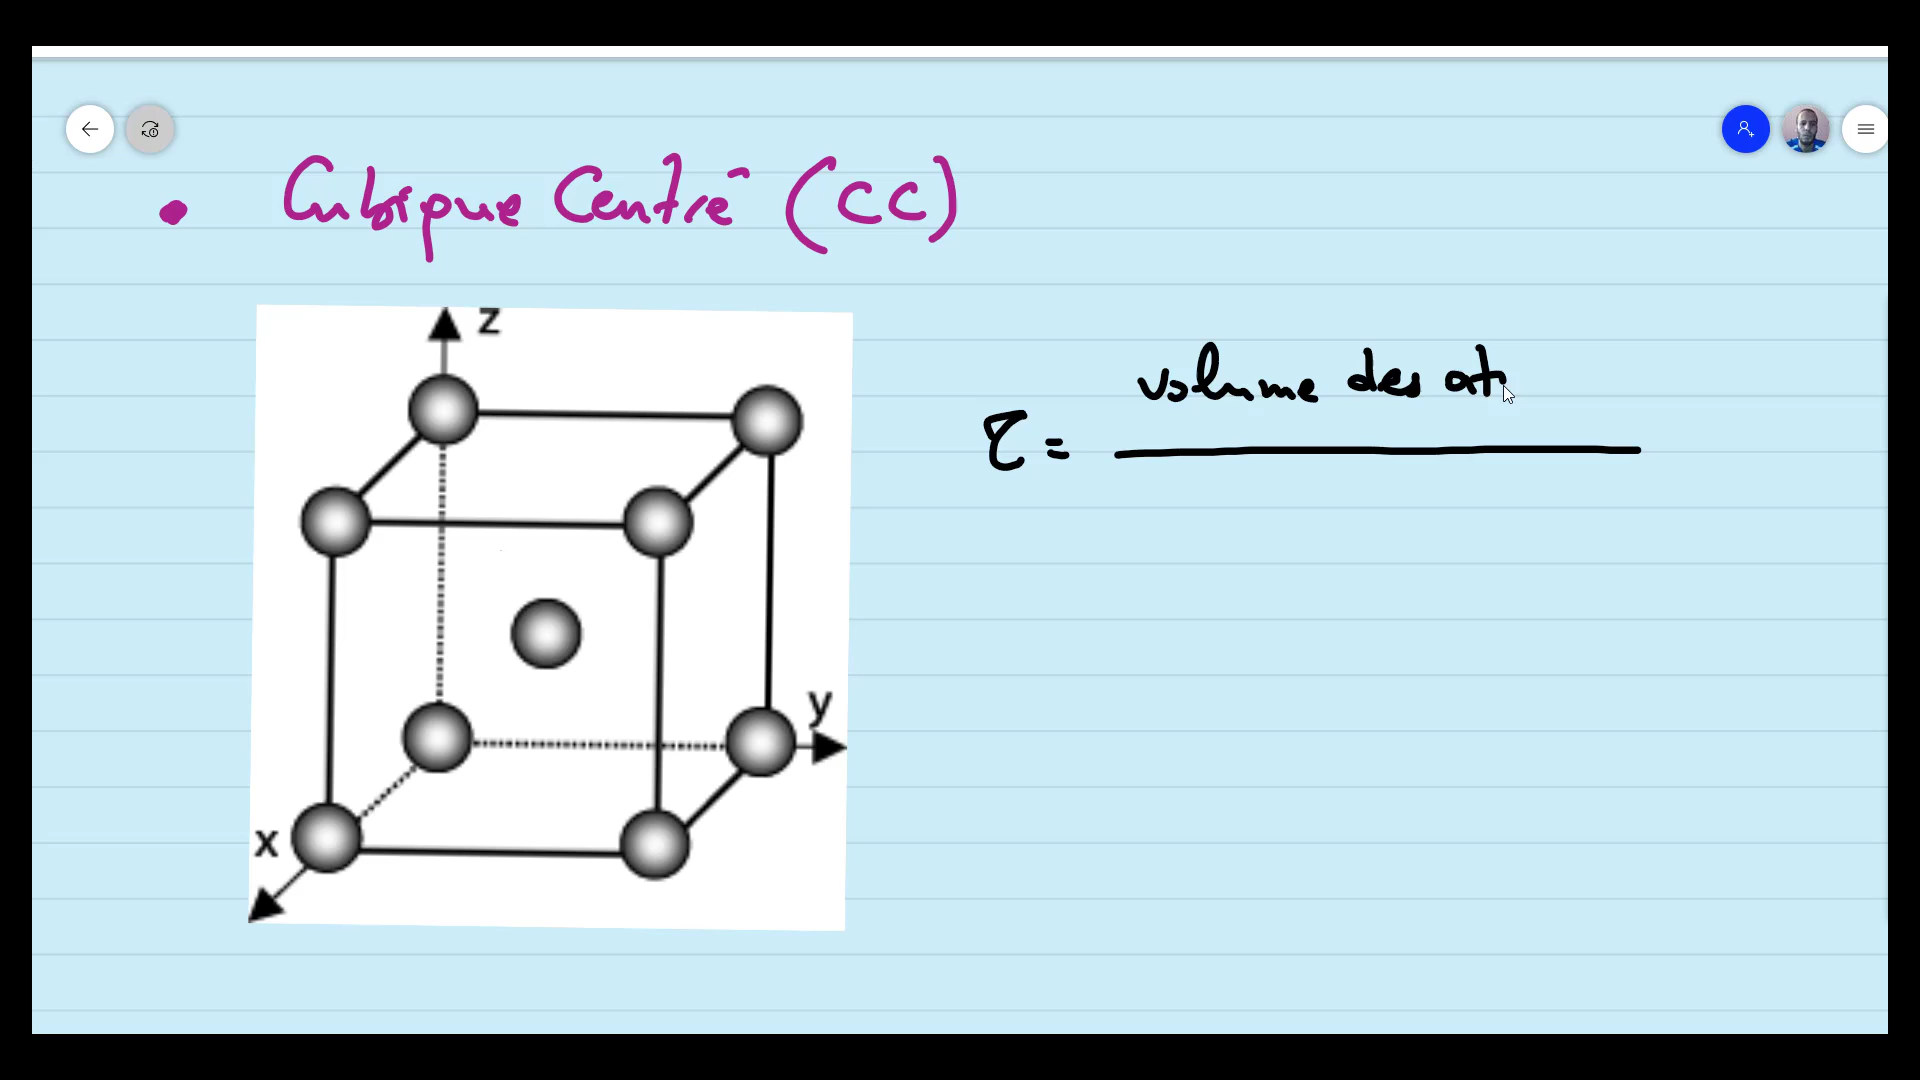 • Cubique Centré (CC)
z
volume des at
τ =
y
x